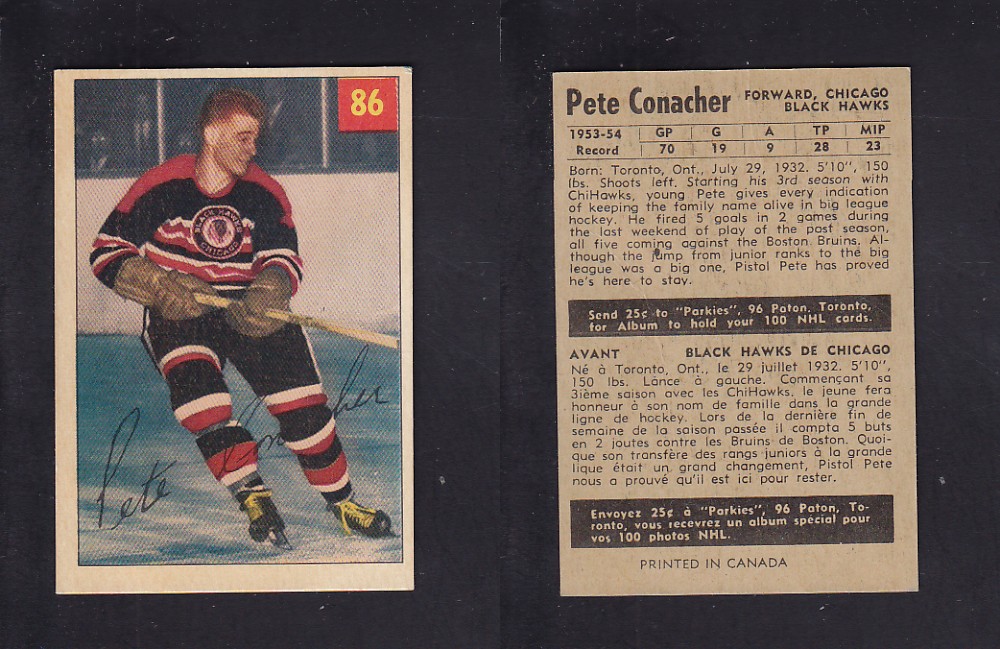 86
BLACK HAWKS
CHICAGO
Pete Conacher
Pete Conacher FORWARD, CHICAGO
BLACK HAWKS
1953-54 GP G A TP MIP
Record 70 19 9 28 23
Born: Toronto, Ont., July 29, 1932. 5'10", 150
lbs. Shoots left. Starting his 3rd season with
ChiHawks, young Pete gives every indication
of keeping the family name alive in big league
hockey. He fired 5 goals in 2 games during
the last weekend of play of the past season,
all five coming against the Boston Bruins. Al-
though the jump from junior ranks to the big
league was a big one, Pistol Pete has proved
he's here to stay.
Send 25¢ to "Parkies", 96 Paton, Toronto,
for Album to hold your 100 NHL cards.
AVANT BLACK HAWKS DE CHICAGO
Né à Toronto, Ont., le 29 juillet 1932. 5'10",
150 lbs. Lance à gauche. Commençant sa
3ième saison avec les ChiHawks, le jeune fera
honneur à son nom de famille dans la grande
ligne de hockey. Lors de la dernière fin de
semaine de la saison passée il compta 5 buts
en 2 joutes contre les Bruins de Boston. Quoi-
que son transfère des rangs juniors à la grande
lique était un grand changement, Pistol Pete
nous a prouvé qu'il est ici pour rester.
Envoyez 25¢ à "Parkies", 96 Paton, To-
ronto, vous recevrez un album spécial pour
vos 100 photos NHL.
PRINTED IN CANADA